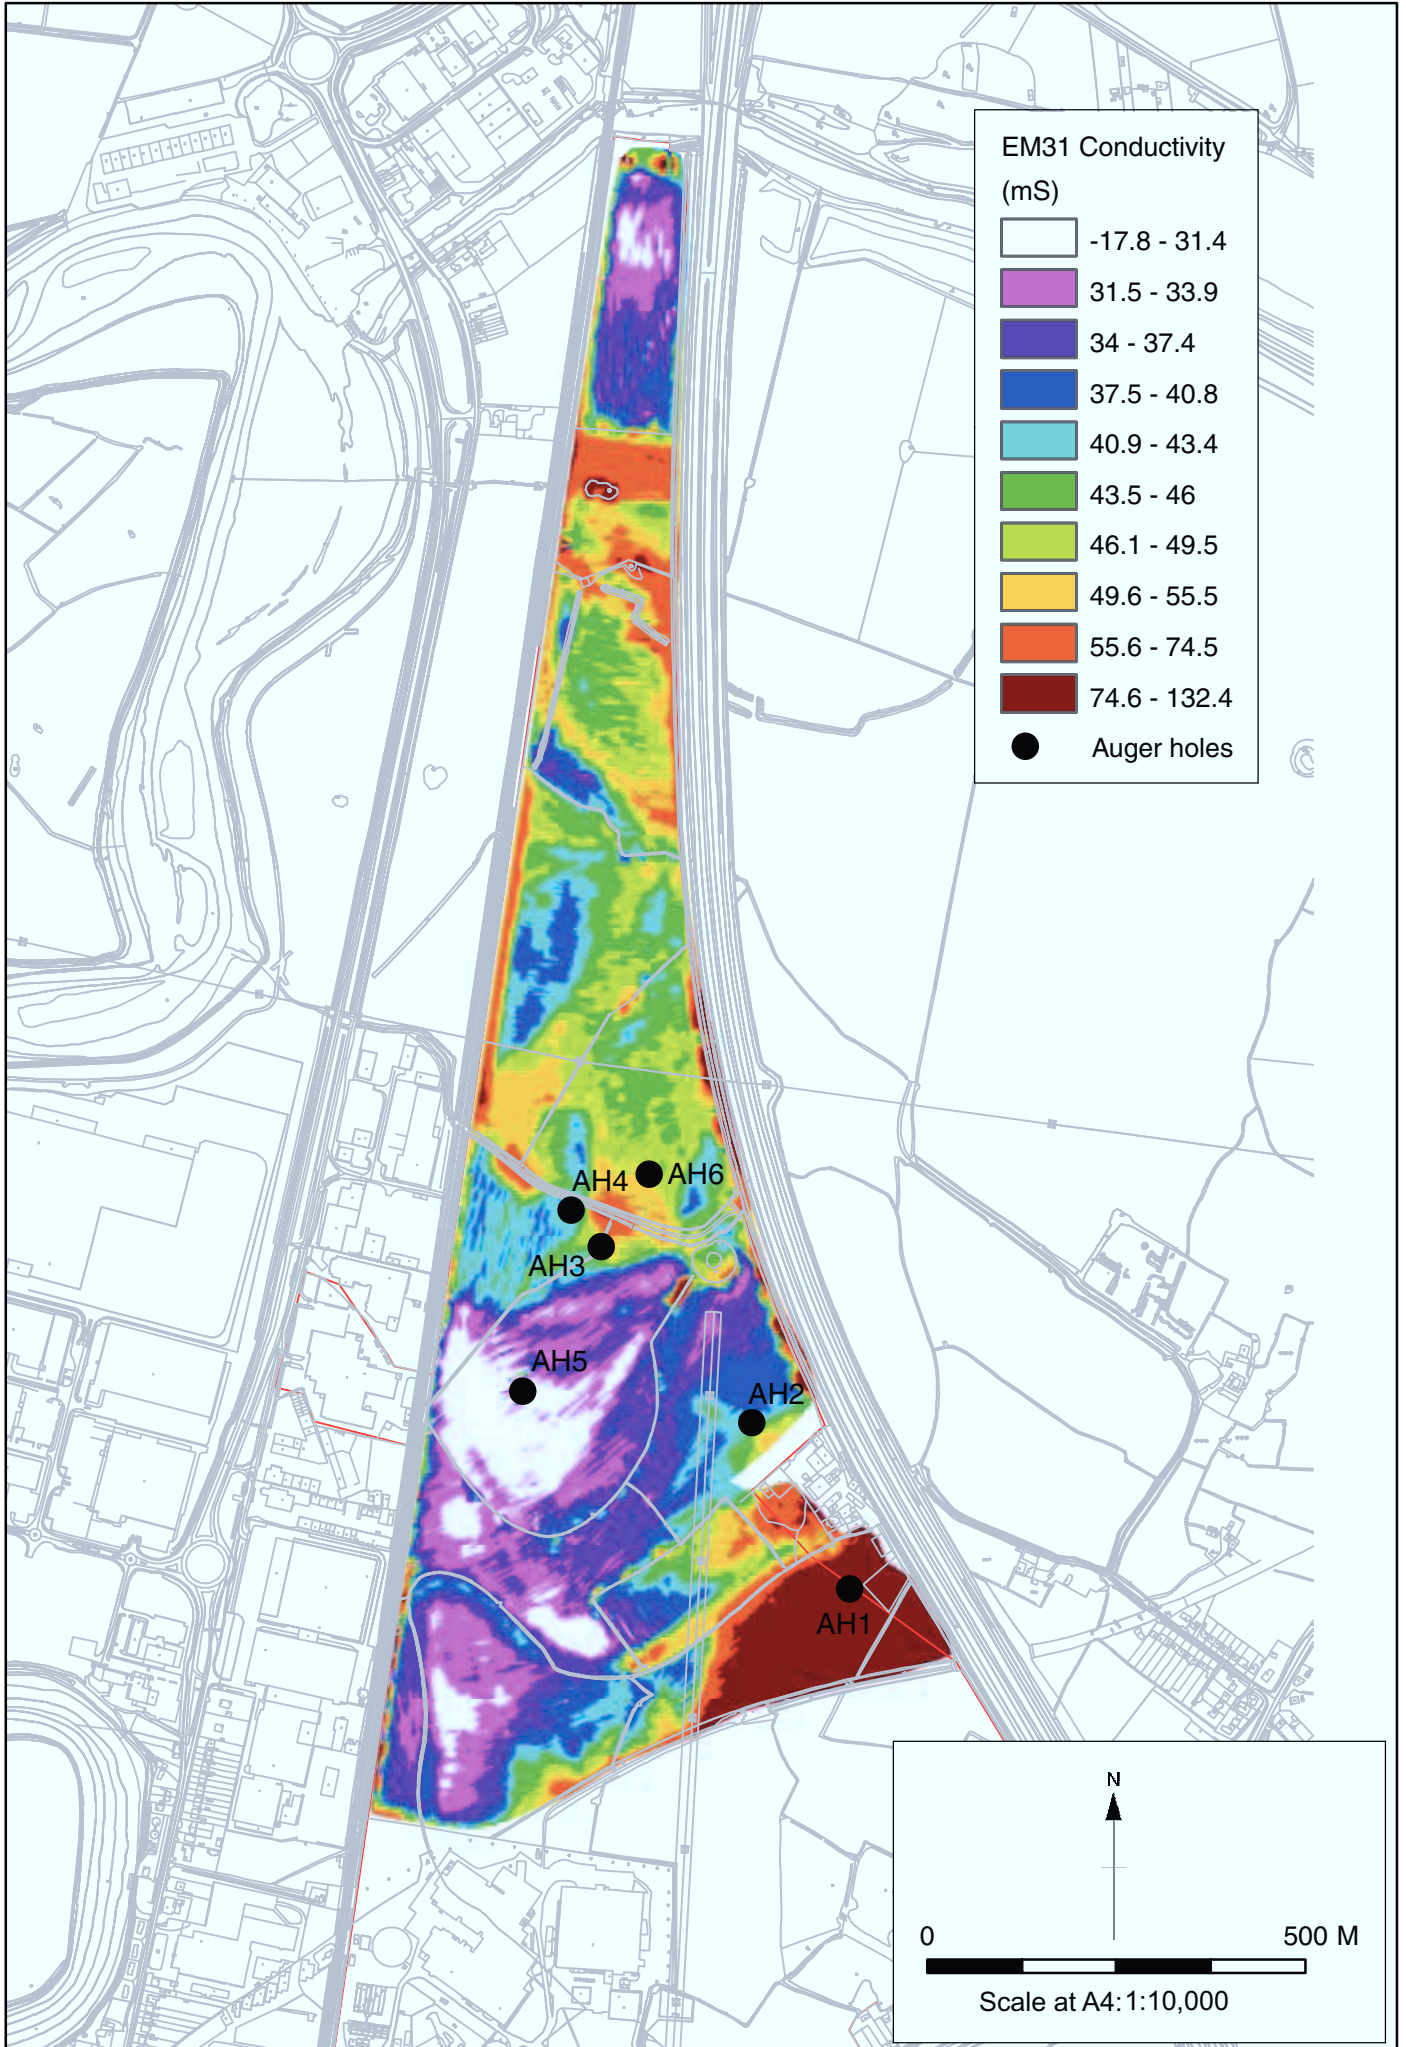 EM31 Conductivity
(mS)
-17.8 - 31.4
31.5 - 33.9
34 - 37.4
37.5 - 40.8
40.9 - 43.4
43.5 - 46
46.1 - 49.5
49.6 - 55.5
55.6 - 74.5
74.6 - 132.4
Auger holes
AH4
AH6
AH3
AH5
AH2
AH1
N
0
500 M
Scale at A4:1:10,000